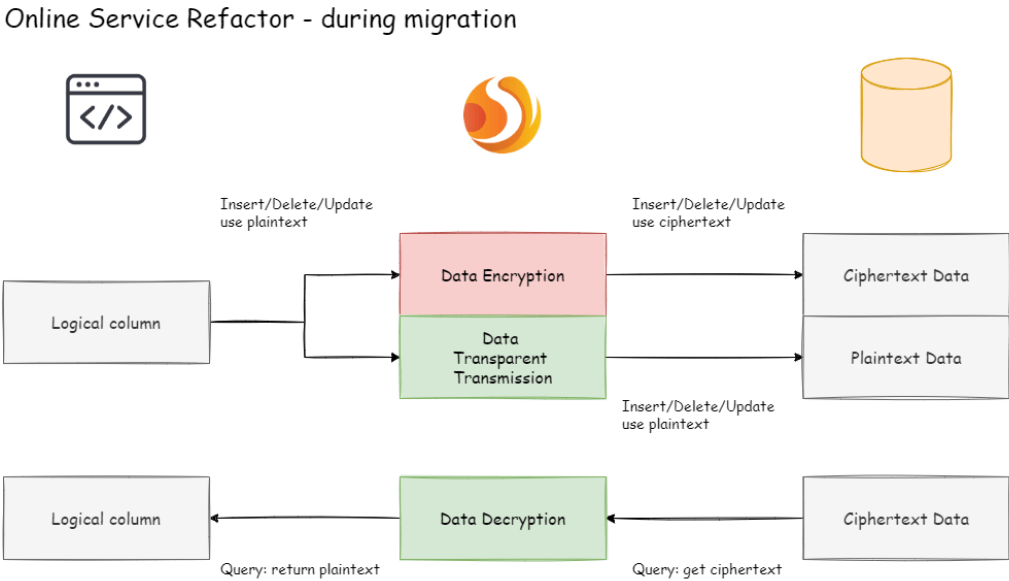 Online Service Refactor - during migration
</>
Insert/Delete/Update
use plaintext
Insert/Delete/Update
use ciphertext
Logical column
Data Encryption
Ciphertext Data
Data
Transparent
Transmission
Plaintext Data
Insert/Delete/Update
use plaintext
Logical column
Data Decryption
Ciphertext Data
Query: return plaintext
Query: get ciphertext